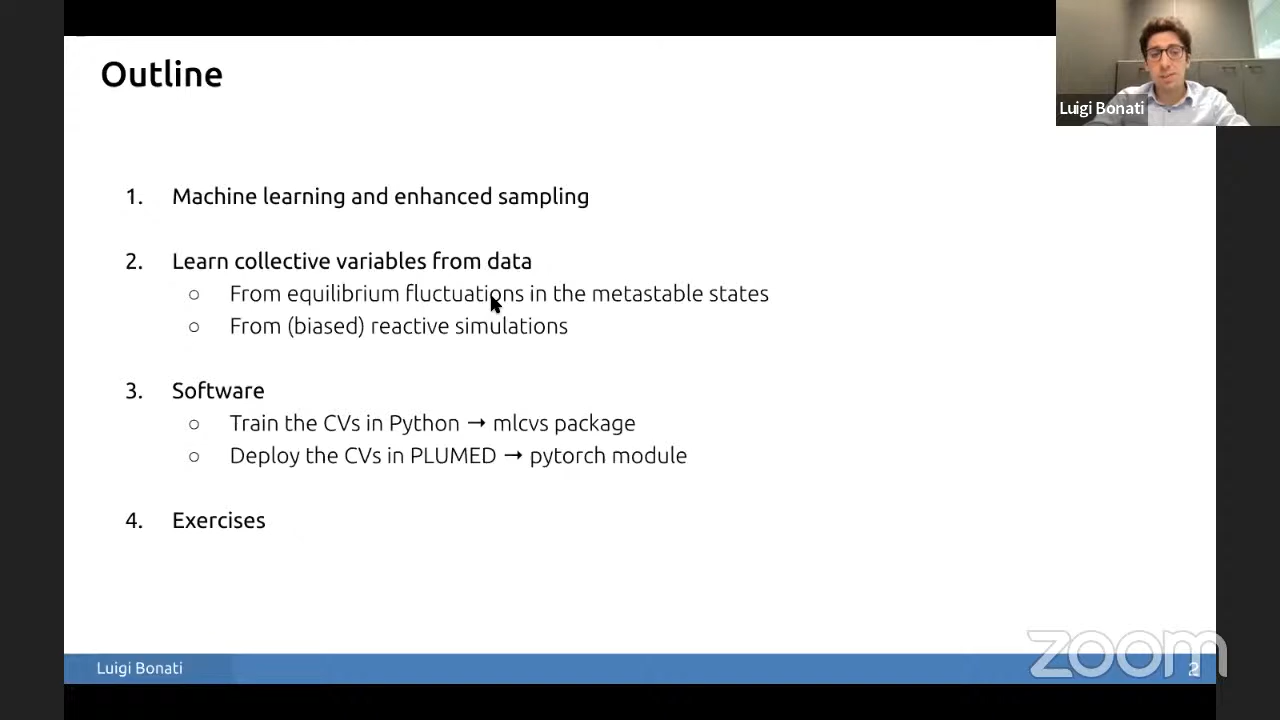 Outline
Luigi Bonati
1. Machine learning and enhanced sampling
2. Learn collective variables from data
○ From equilibrium fluctuations in the metastable states
○ From (biased) reactive simulations
3. Software
○ Train the CVs in Python → mlcvs package
○ Deploy the CVs in PLUMED → pytorch module
4. Exercises
Luigi Bonati
zoom
2